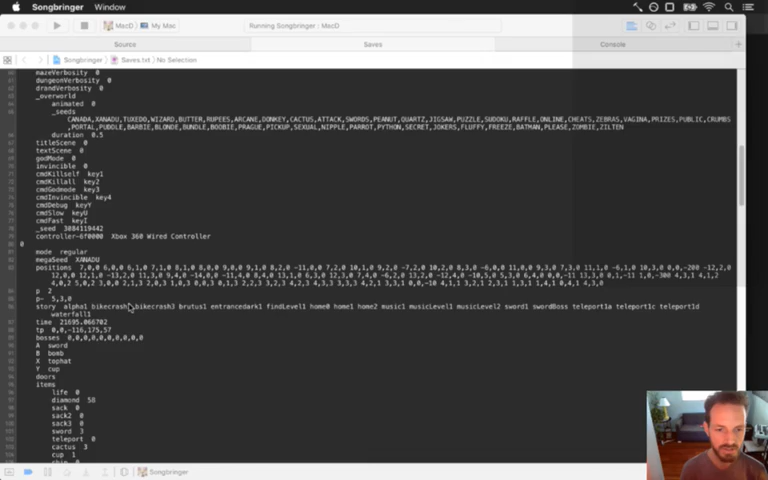 Songbringer Window
MacD My Mac Running Songbringer : MacD
Source Saves Console
Songbringer Saves.txt No Selection
mazeVerbosity 0
dungeonVerbosity 0
drandVerbosity 0
_overworld
animated 0
_seeds
CANADA,XANADU,TUXEDO,WIZARD,BUTTER,RUPEES,ARCANE,DONKEY,CACTUS,ATTACK,SWORDS,PEANUT,QUARTZ,JIGSAW,PUZZLE,SUDOKU,RAFFLE,ONLINE,CHEATS,ZEBRAS,VAGINA,PRIZES,PUBLIC,CRUMBS
,PORTAL,PUDDLE,BARBIE,BLONDE,BUNDLE,BOOBIE,PRAGUE,PICKUP,SEXUAL,NIPPLE,PARROT,PYTHON,SECRET,JOKERS,FLUFFY,FREEZE,BATMAN,PLEASE,ZOMBIE,ZILTEN
duration 0.5
titleScene 0
textScene 0
godMode 0
invincible 0
cmdKillself key1
cmdKillall key2
cmdGodmode key3
cmdInvincible key4
cmdDebug keyY
cmdSlow keyU
cmdFast keyI
_seed 3084119442
controller-6f0000 Xbox 360 Wired Controller
0
mode regular
megaSeed XANADU
positions
p 2
p- 5,3,0
story alpha1 bikecrash bikecrash3 brutus1 entrancedark1 findLevel1 home0 home1 home2 music1 musicLevel1 musicLevel2 sword1 swordBoss teleport1a teleport1c teleport1d
waterfall1
time 21695.066702
tp 0,0,-116,175,57
bosses 0,0,0,0,0,0,0,0,0,0
A sword
B bomb
X tophat
Y cup
doors
items
life 0
diamond 58
sack 0
sack2 0
sack3 0
sword 3
teleport 0
cactus 3
cup 1
Songbringer